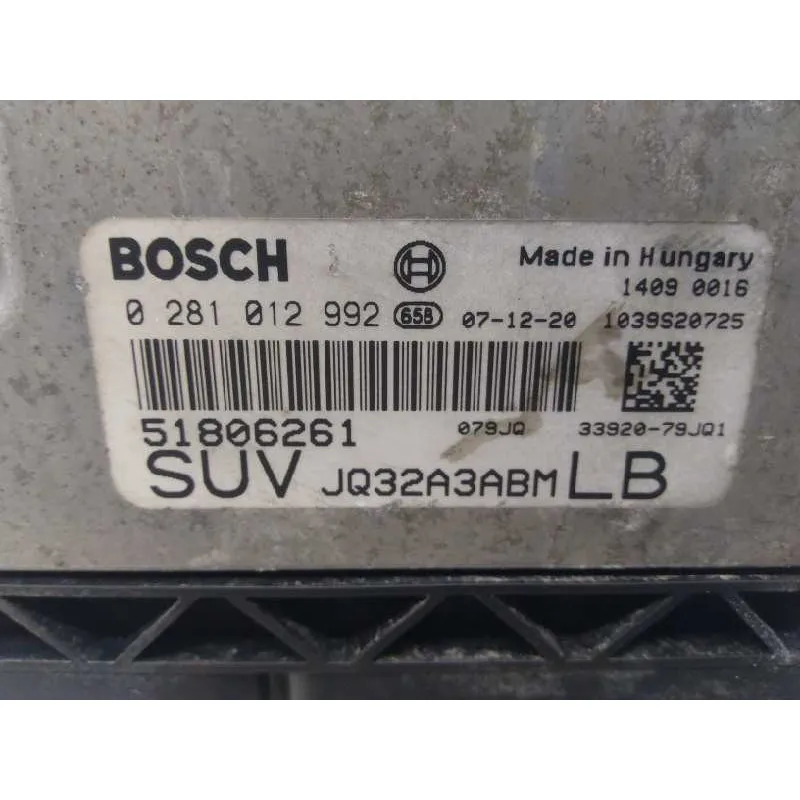 BOSCH Made in Hungary
1409 0016
0 281 012 992 658 07-12-20 1039S20725
51806261 079JQ 33920-79JQ1
SUV JQ32A3ABM LB